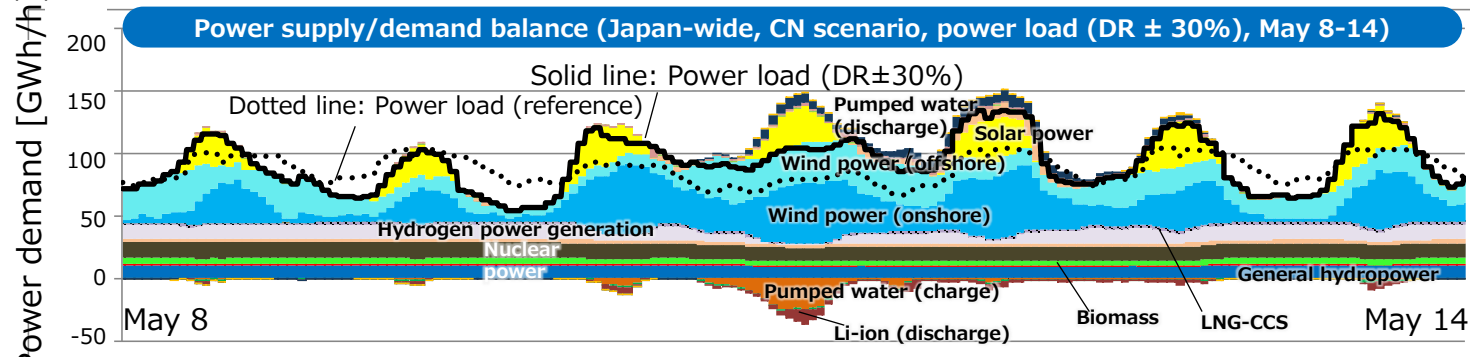 Power supply/demand balance (Japan-wide, CN scenario, power load (DR ± 30%), May 8-14)
Power demand [GWh/h]
200
150
100
50
0
-50
Solid line: Power load (DR±30%)
Dotted line: Power load (reference)
Pumped water
(discharge)
Solar power
Wind power (offshore)
Wind power (onshore)
Hydrogen power generation
Nuclear
power
General hydropower
Pumped water (charge)
Li-ion (discharge)
Biomass
LNG-CCS
May 8
May 14